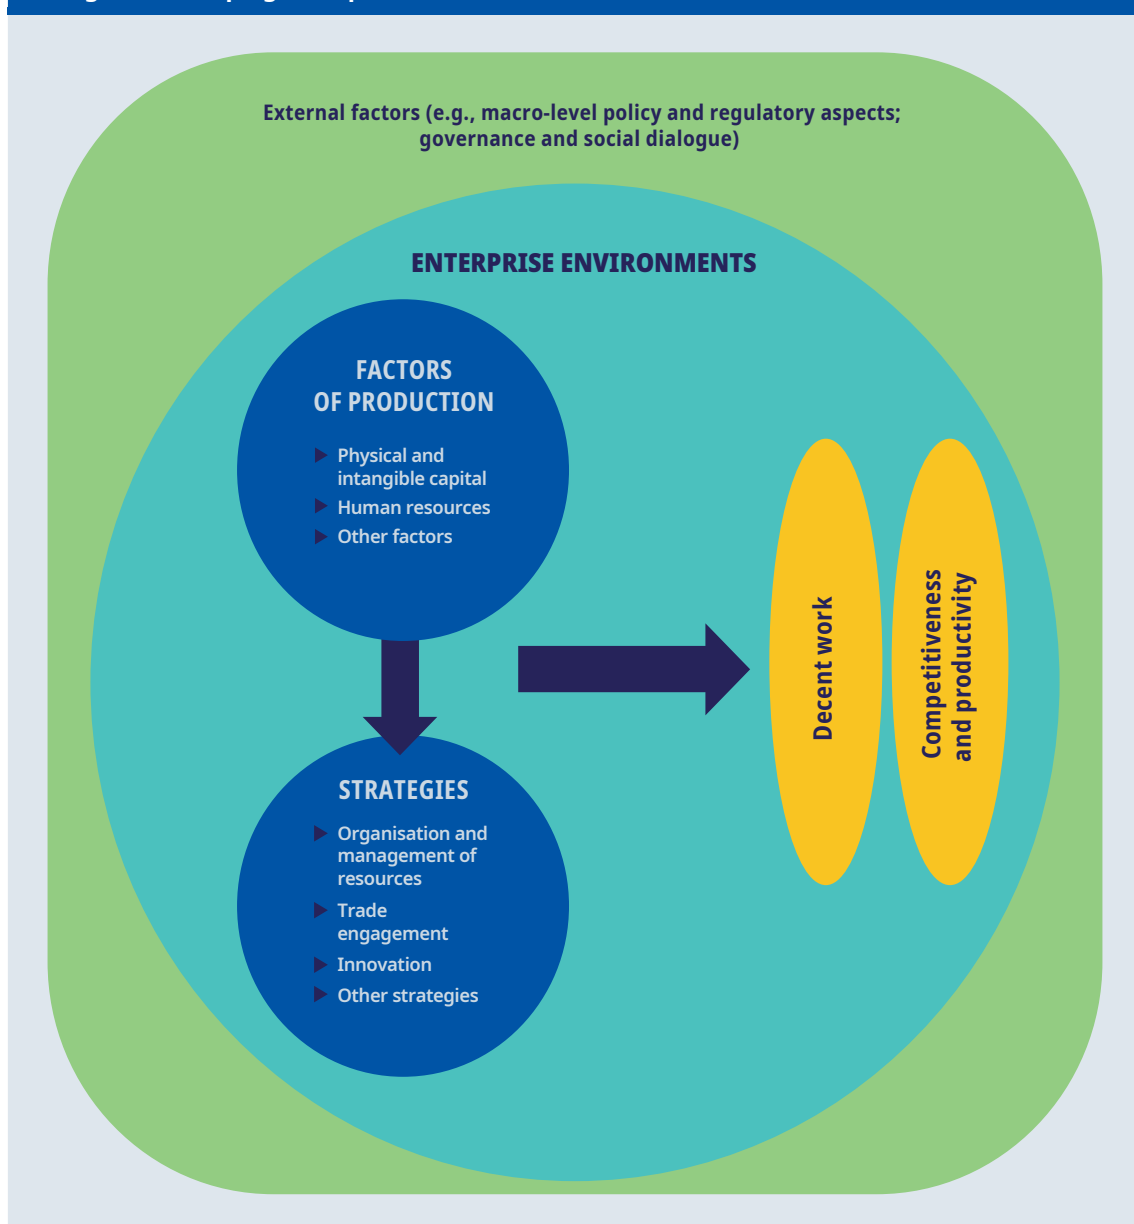 External factors (e.g., macro-level policy and regulatory aspects;
governance and social dialogue)
ENTERPRISE ENVIRONMENTS
FACTORS
OF PRODUCTION
Physical and
intangible capital
Human resources
Other factors
STRATEGIES
Organisation and
management of
resources
Trade
engagement
Innovation
Other strategies
Decent work
Competitiveness
and productivity